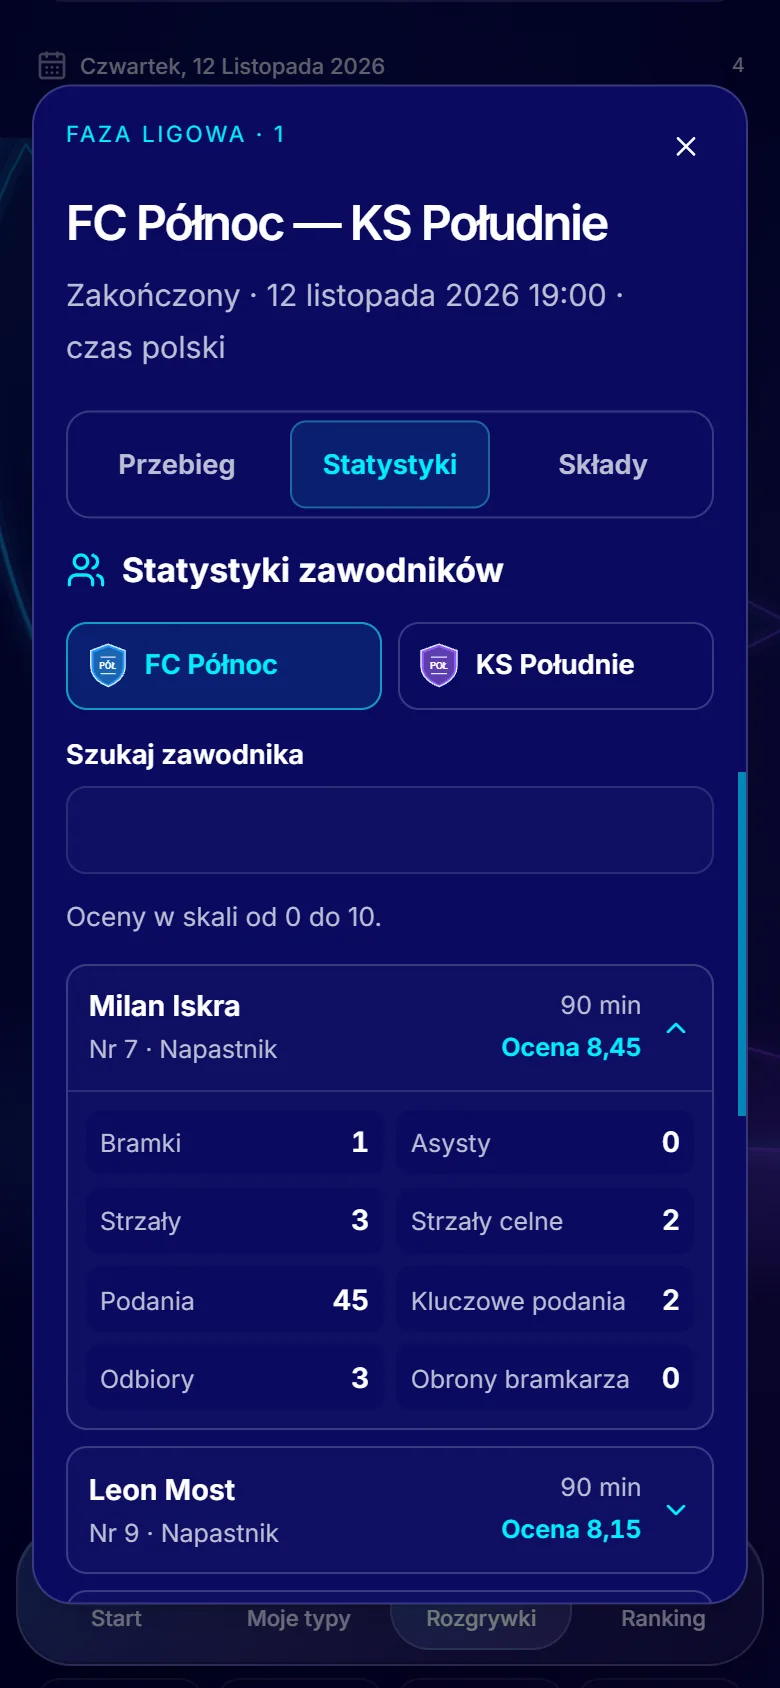 Czwartek, 12 Listopada 2026 4
FAZA LIGOWA · 1
FC Północ — KS Południe
Zakończony · 12 listopada 2026 19:00 ·
czas polski
Przebieg Statystyki Składy
Statystyki zawodników
PÓŁ FC Północ POŁ KS Południe
Szukaj zawodnika
Oceny w skali od 0 do 10.
Milan Iskra 90 min
Nr 7 · Napastnik Ocena 8,45
Bramki 1 Asysty 0
Strzały 3 Strzały celne 2
Podania 45 Kluczowe podania 2
Odbiory 3 Obrony bramkarza 0
Leon Most 90 min
Nr 9 · Napastnik Ocena 8,15
Start Moje typy Rozgrywki Ranking